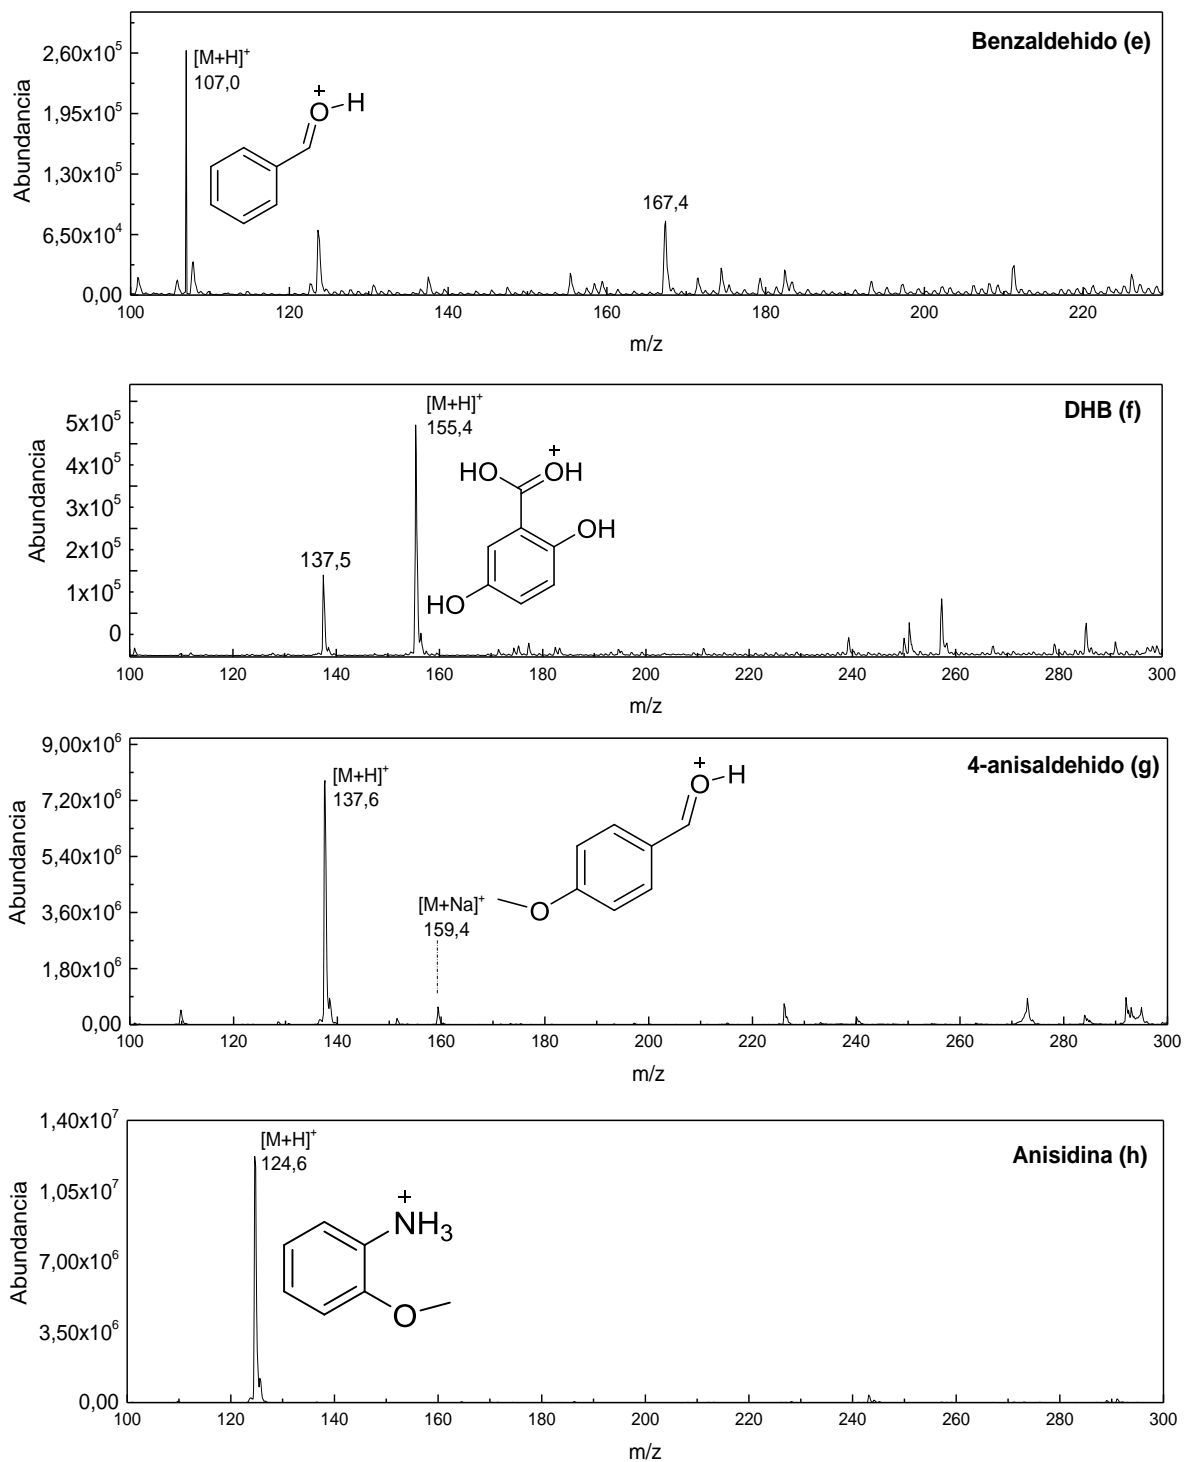 Benzaldehido (e)
[M+H]⁺
107,0
+
O
H
167,4
2,60x10⁵
1,95x10⁵
1,30x10⁵
6,50x10⁴
0,00
Abundancia
100 120 140 160 180 200 220
m/z
DHB (f)
[M+H]⁺
155,4
+
HO
OH
OH
HO
137,5
5x10⁵
4x10⁵
3x10⁵
2x10⁵
1x10⁵
0
Abundancia
100 120 140 160 180 200 220 240 260 280 300
m/z
4-anisaldehido (g)
[M+H]⁺
137,6
+
O
H
O
[M+Na]⁺
159,4
9,00x10⁶
7,20x10⁶
5,40x10⁶
3,60x10⁶
1,80x10⁶
0,00
Abundancia
100 120 140 160 180 200 220 240 260 280 300
m/z
Anisidina (h)
[M+H]⁺
124,6
+
NH₃
O
1,40x10⁷
1,05x10⁷
7,00x10⁶
3,50x10⁶
0,00
Abundancia
100 120 140 160 180 200 220 240 260 280 300
m/z